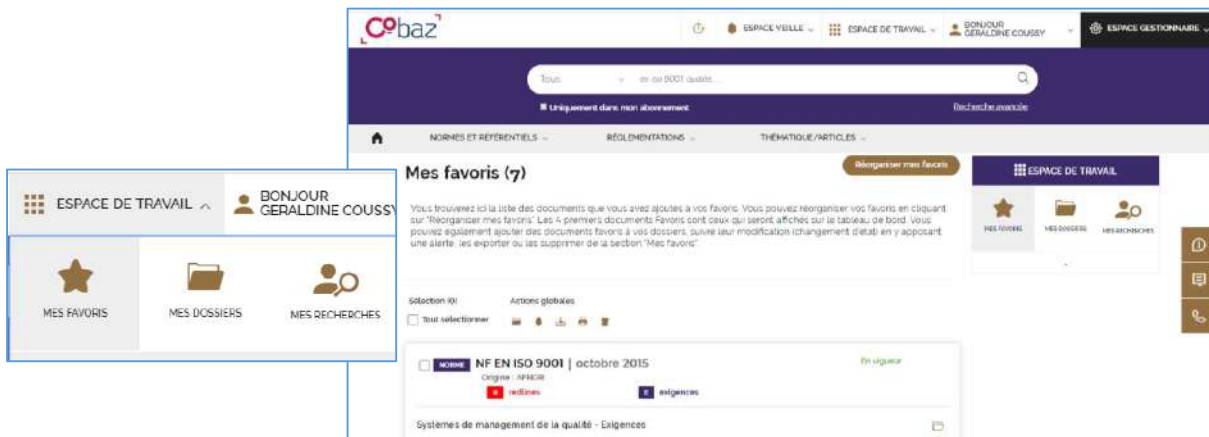 Cobaz
ESPACE VEILLE
ESPACE DE TRAVAIL
BONJOUR
GERALDINE COUSSY
ESPACE GESTIONNAIRE
Tous
ex: iso 9001 qualité...
Uniquement dans mon abonnement
Recherche avancée
NORMES ET RÉFÉRENTIELS
RÉGLEMENTATIONS
THÉMATIQUE/ARTICLES
ESPACE DE TRAVAIL
BONJOUR
GERALDINE COUSSY
MES FAVORIS
MES DOSSIERS
MES RECHERCHES
Mes favoris (7)
Réorganiser mes favoris
Vous trouverez ici la liste des documents que vous avez ajoutés à vos favoris. Vous pouvez réorganiser vos favoris en cliquant
sur "Réorganiser mes favoris". Les 4 premiers documents Favoris sont ceux qui seront affichés sur le tableau de bord. Vous
pouvez également ajouter des documents favoris à vos dossiers, suivre leur modification (changement d'état) en y apposant
une alerte, les exporter ou les supprimer de la section "Mes favoris".
ESPACE DE TRAVAIL
MES FAVORIS
MES DOSSIERS
MES RECHERCHES
Sélection (0)
Actions globales
Tout sélectionner
NORME NF EN ISO 9001 | octobre 2015
En vigueur
Origine : AFNOR
R redlines
E exigences
Systèmes de management de la qualité - Exigences